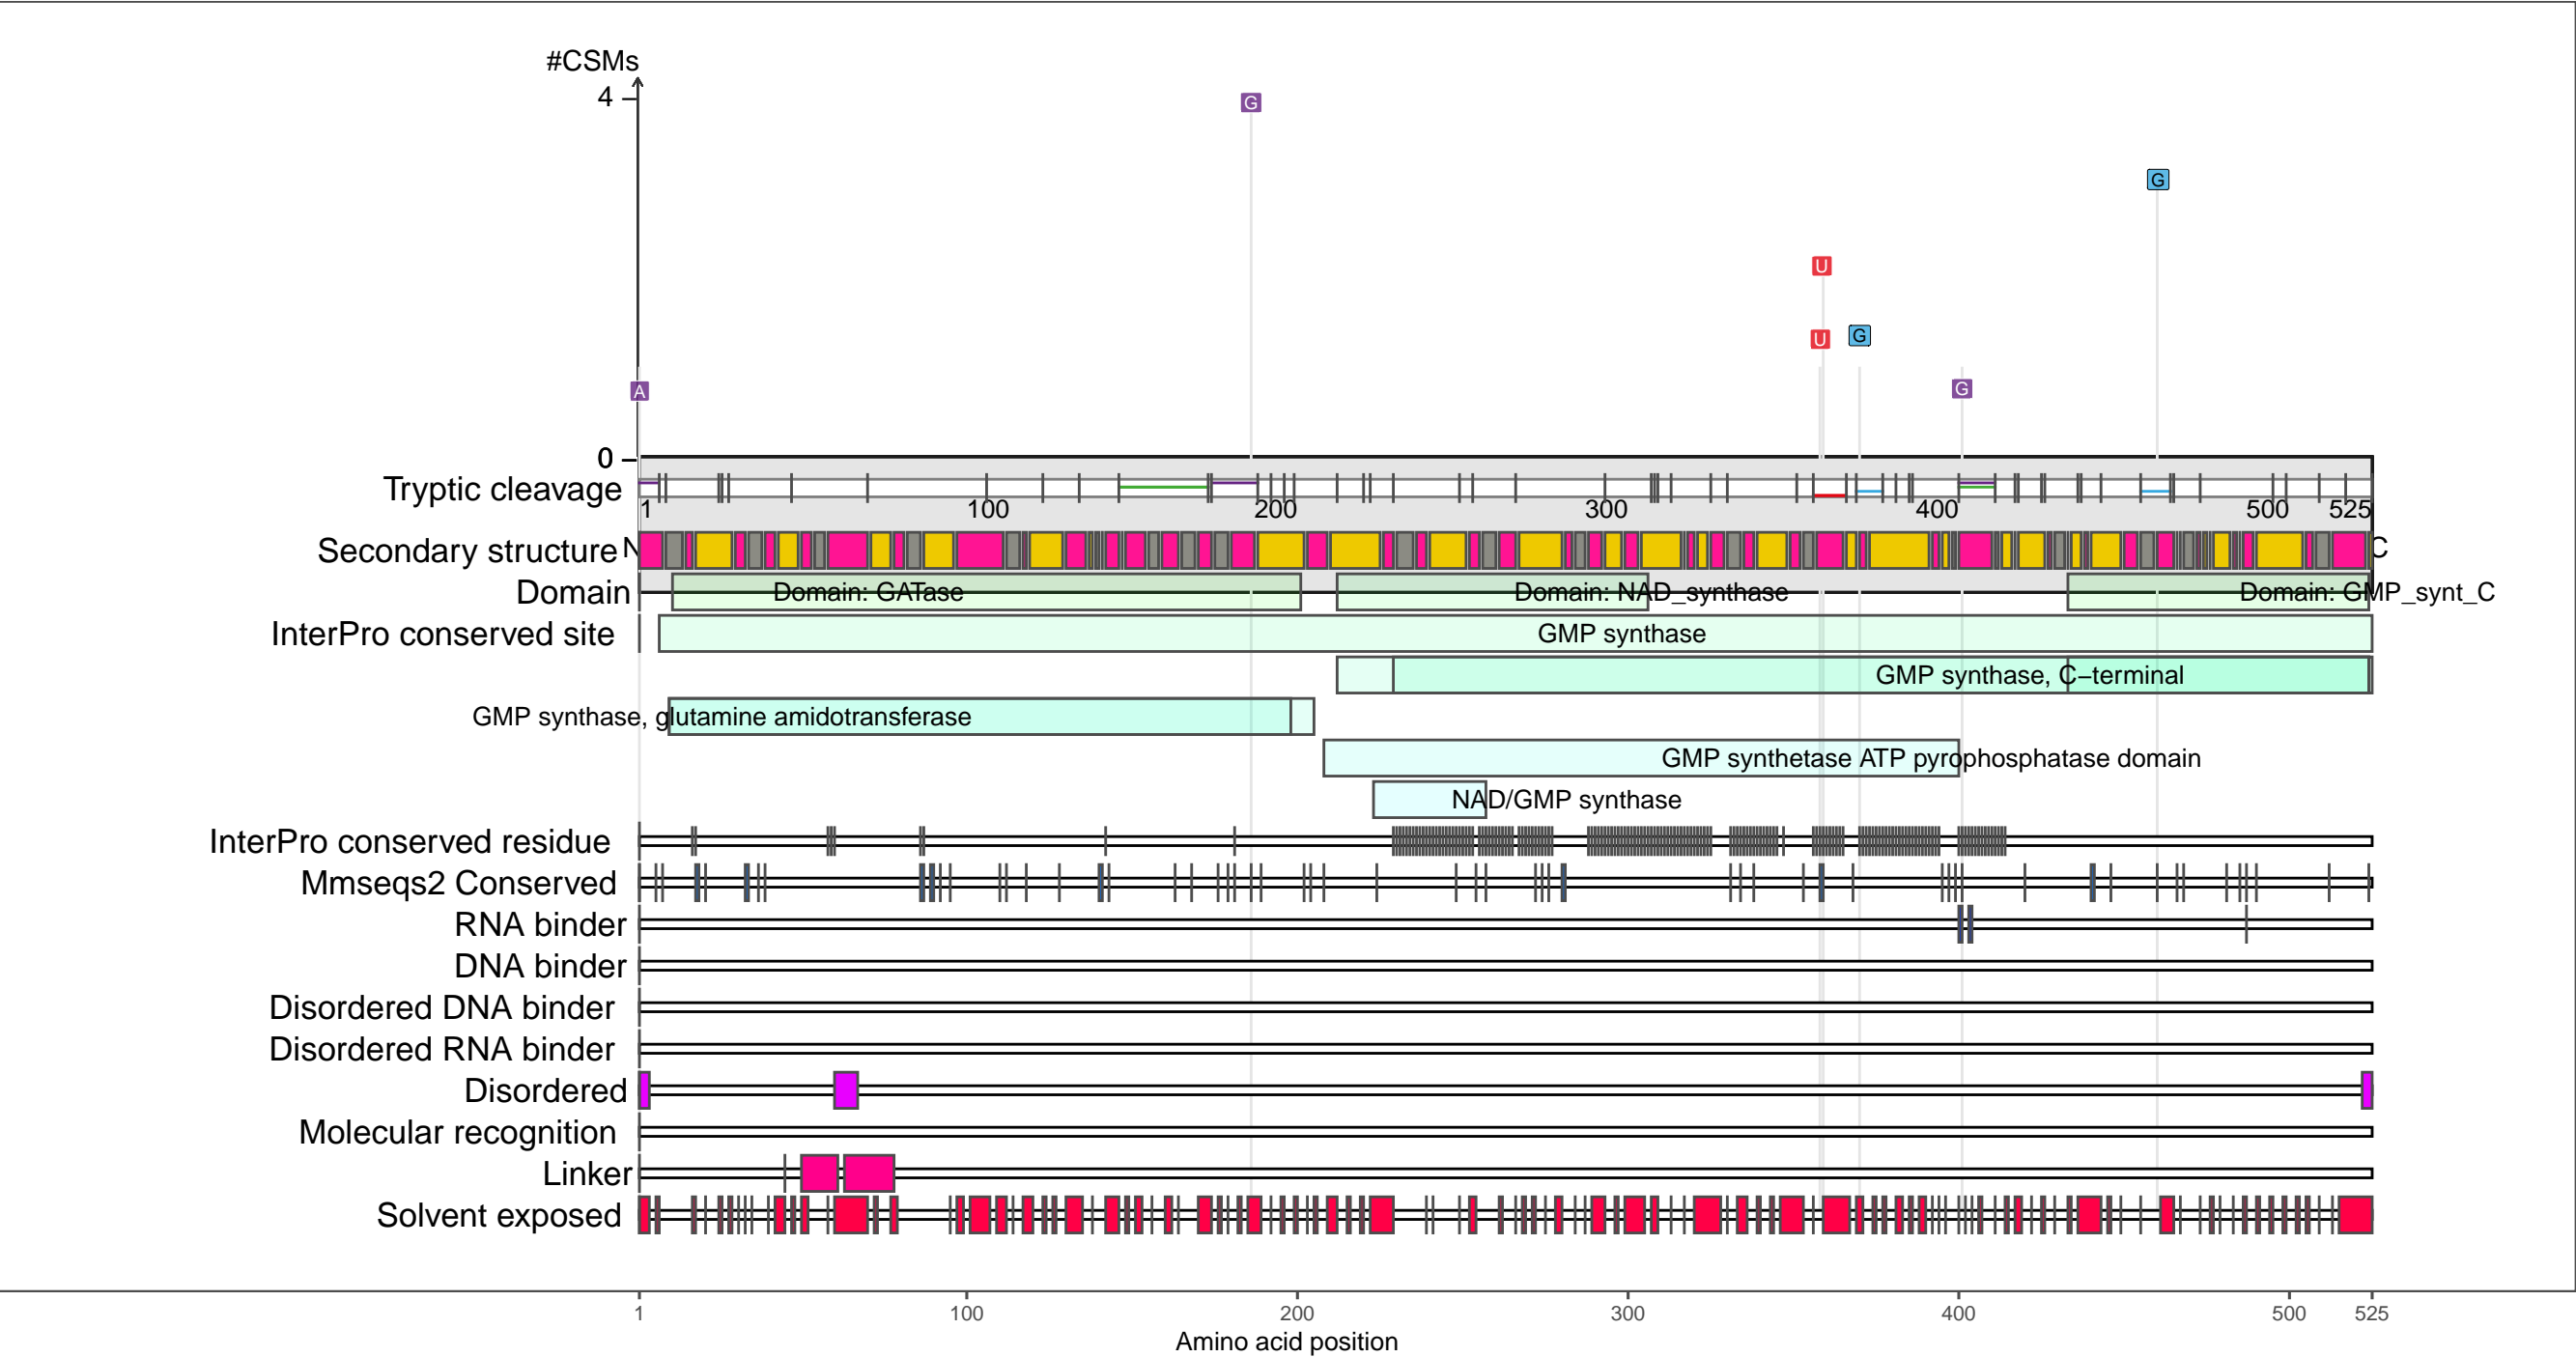 #CSMs
4
G
G
U
U
G
A
G
0
Tryptic cleavage
1 100 200 300 400 500 525
Secondary structure N C
Domain Domain: GATase Domain: NAD_synthase Domain: GMP_synt_C
InterPro conserved site GMP synthase
GMP synthase, C−terminal
GMP synthase, glutamine amidotransferase
GMP synthetase ATP pyrophosphatase domain
NAD/GMP synthase
InterPro conserved residue
Mmseqs2 Conserved
RNA binder
DNA binder
Disordered DNA binder
Disordered RNA binder
Disordered
Molecular recognition
Linker
Solvent exposed
1 100 200 300 400 500 525
Amino acid position